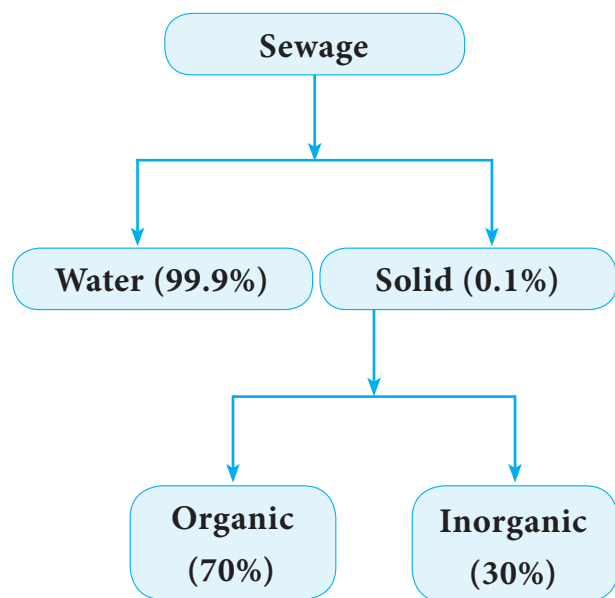 Sewage
Water (99.9%)
Solid (0.1%)
Organic
(70%)
Inorganic
(30%)